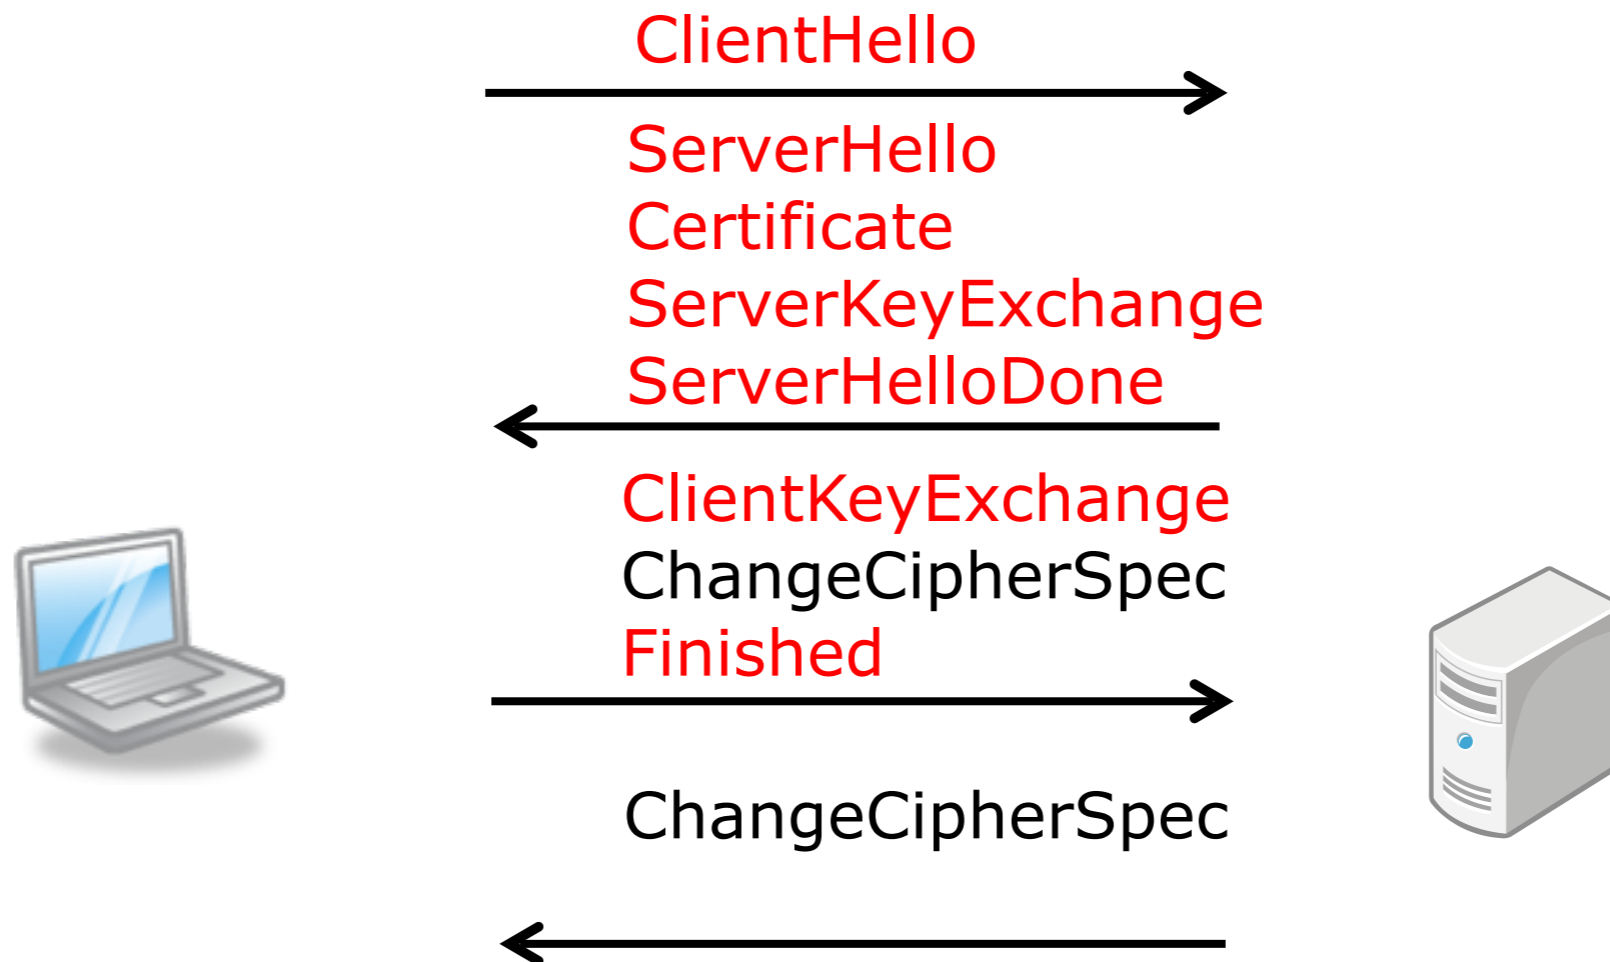 ClientHello
ServerHello
Certificate
ServerKeyExchange
ServerHelloDone
ClientKeyExchange
ChangeCipherSpec
Finished
ChangeCipherSpec